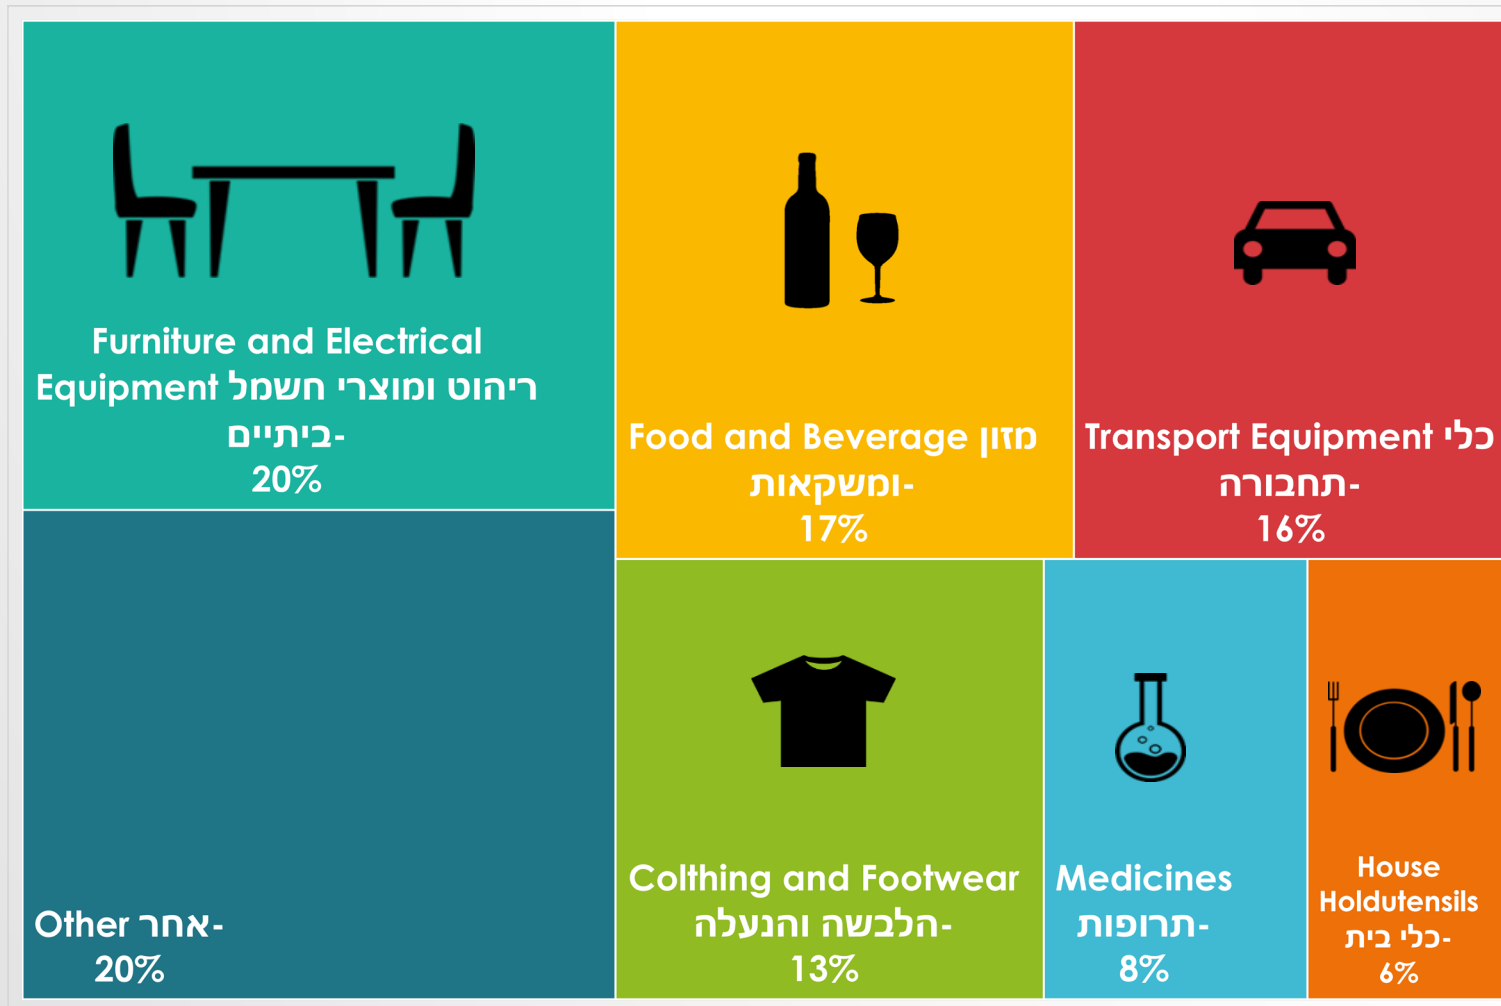 Furniture and Electrical
Equipment ריהוט ומוצרי חשמל
ביתיים-
20%
Food and Beverage מזון
ומשקאות-
17%
Transport Equipment כלי
תחבורה-
16%
Other אחר-
20%
Colthing and Footwear
הלבשה והנעלה-
13%
Medicines
תרופות-
8%
House
Holdutensils
כלי בית-
6%